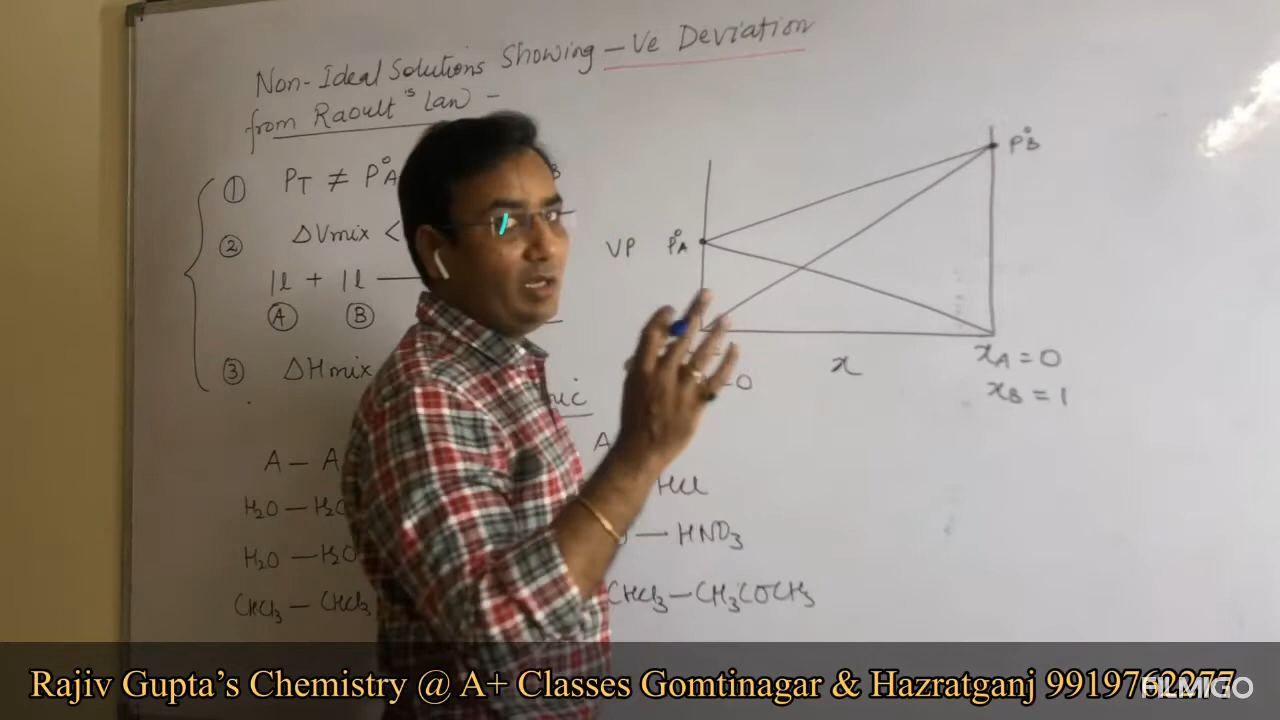 Non-Ideal Solutions Showing -Ve Deviation
from Raoult's Law -
① PT ≠ P°A
② ΔVmix <
1l + 1l
Ⓐ Ⓑ
③ ΔHmix
A — A
H2O — H2O
H2O — H2O
CHCl3 — CHCl3
A
HCl
— HNO3
CHCl3 — CH3COCH3
P°B
VP P°A
x
xA = 0
xB = 1
Rajiv Gupta's Chemistry @ A+ Classes Gomtinagar & Hazratganj 9919762277
FILMIGO